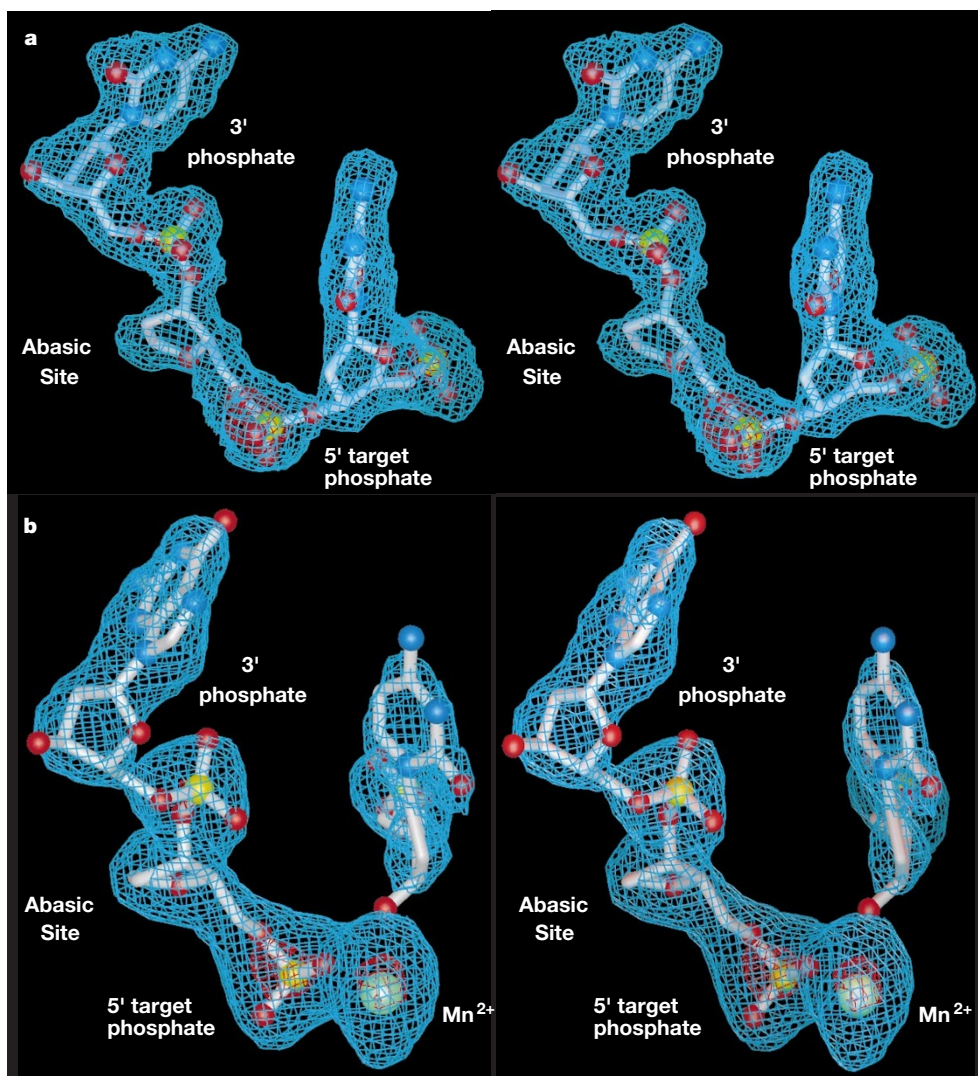 a
3'
phosphate
Abasic
Site
5' target
phosphate
3'
phosphate
Abasic
Site
5' target
phosphate
b
3'
phosphate
Abasic
Site
5' target
phosphate
Mn2+
3'
phosphate
Abasic
Site
5' target
phosphate
Mn2+